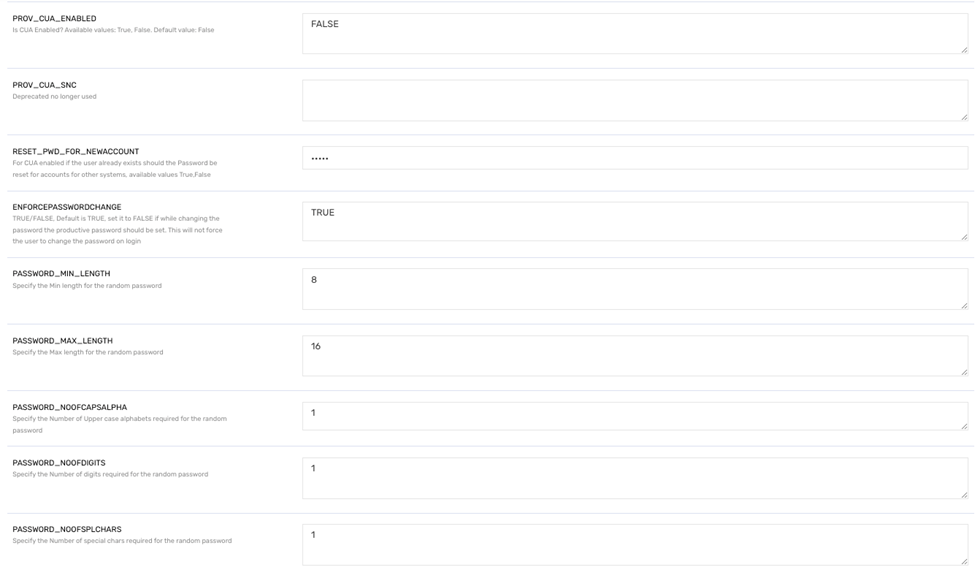 PROV_CUA_ENABLED
Is CUA Enabled? Available values: True, False. Default value: False
FALSE
PROV_CUA_SNC
Deprecated no longer used
RESET_PWD_FOR_NEWACCOUNT
For CUA enabled if the user already exists should the Password be
reset for accounts for other systems, available values True,False
•••••
ENFORCEPASSWORDCHANGE
TRUE/FALSE, Default is TRUE, set it to FALSE if while changing the
password the productive password should be set, This will not force
the user to change the password on login
TRUE
PASSWORD_MIN_LENGTH
Specify the Min length for the random password
8
PASSWORD_MAX_LENGTH
Specify the Max length for the random password
16
PASSWORD_NOOFCAPSALPHA
Specify the Number of Upper case alphabets required for the random
password
1
PASSWORD_NOOFDIGITS
Specify the Number of digits required for the random password
1
PASSWORD_NOOFSPLCHARS
Specify the Number of special chars required for the random password
1